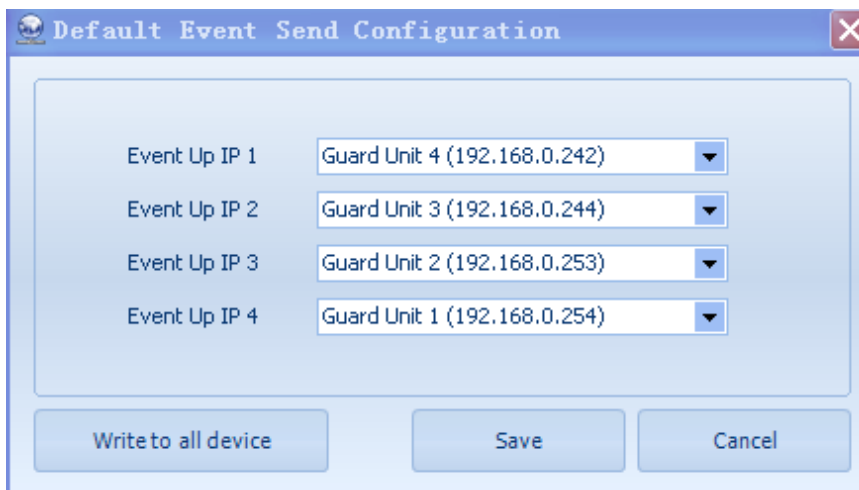 Default Event Send Configuration
Event Up IP 1 Guard Unit 4 (192.168.0.242)
Event Up IP 2 Guard Unit 3 (192.168.0.244)
Event Up IP 3 Guard Unit 2 (192.168.0.253)
Event Up IP 4 Guard Unit 1 (192.168.0.254)
Write to all device Save Cancel